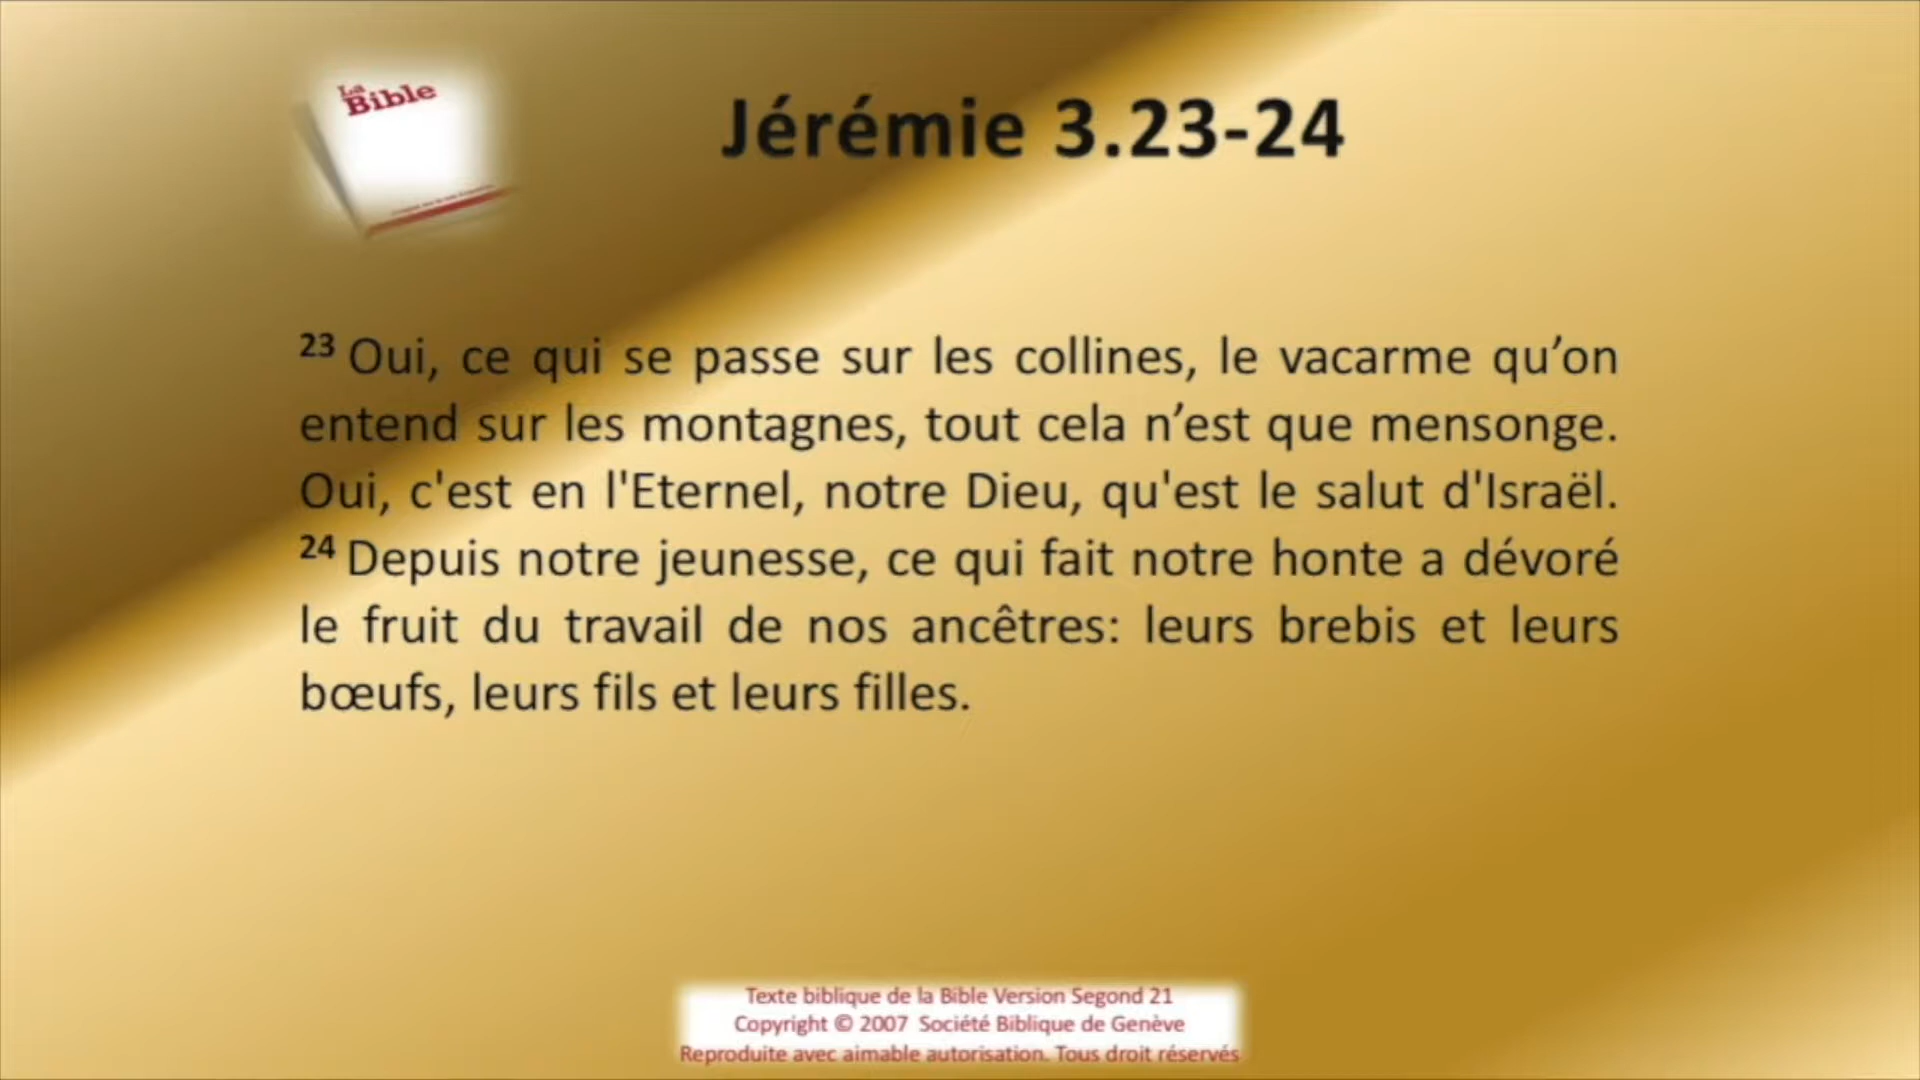 La
Bible
Jérémie 3.23-24
23 Oui, ce qui se passe sur les collines, le vacarme qu’on
entend sur les montagnes, tout cela n’est que mensonge.
Oui, c'est en l'Eternel, notre Dieu, qu'est le salut d'Israël.
24 Depuis notre jeunesse, ce qui fait notre honte a dévoré
le fruit du travail de nos ancêtres: leurs brebis et leurs
bœufs, leurs fils et leurs filles.
Texte biblique de la Bible Version Segond 21
Copyright © 2007 Société Biblique de Genève
Reproduite avec aimable autorisation. Tous droit réservés